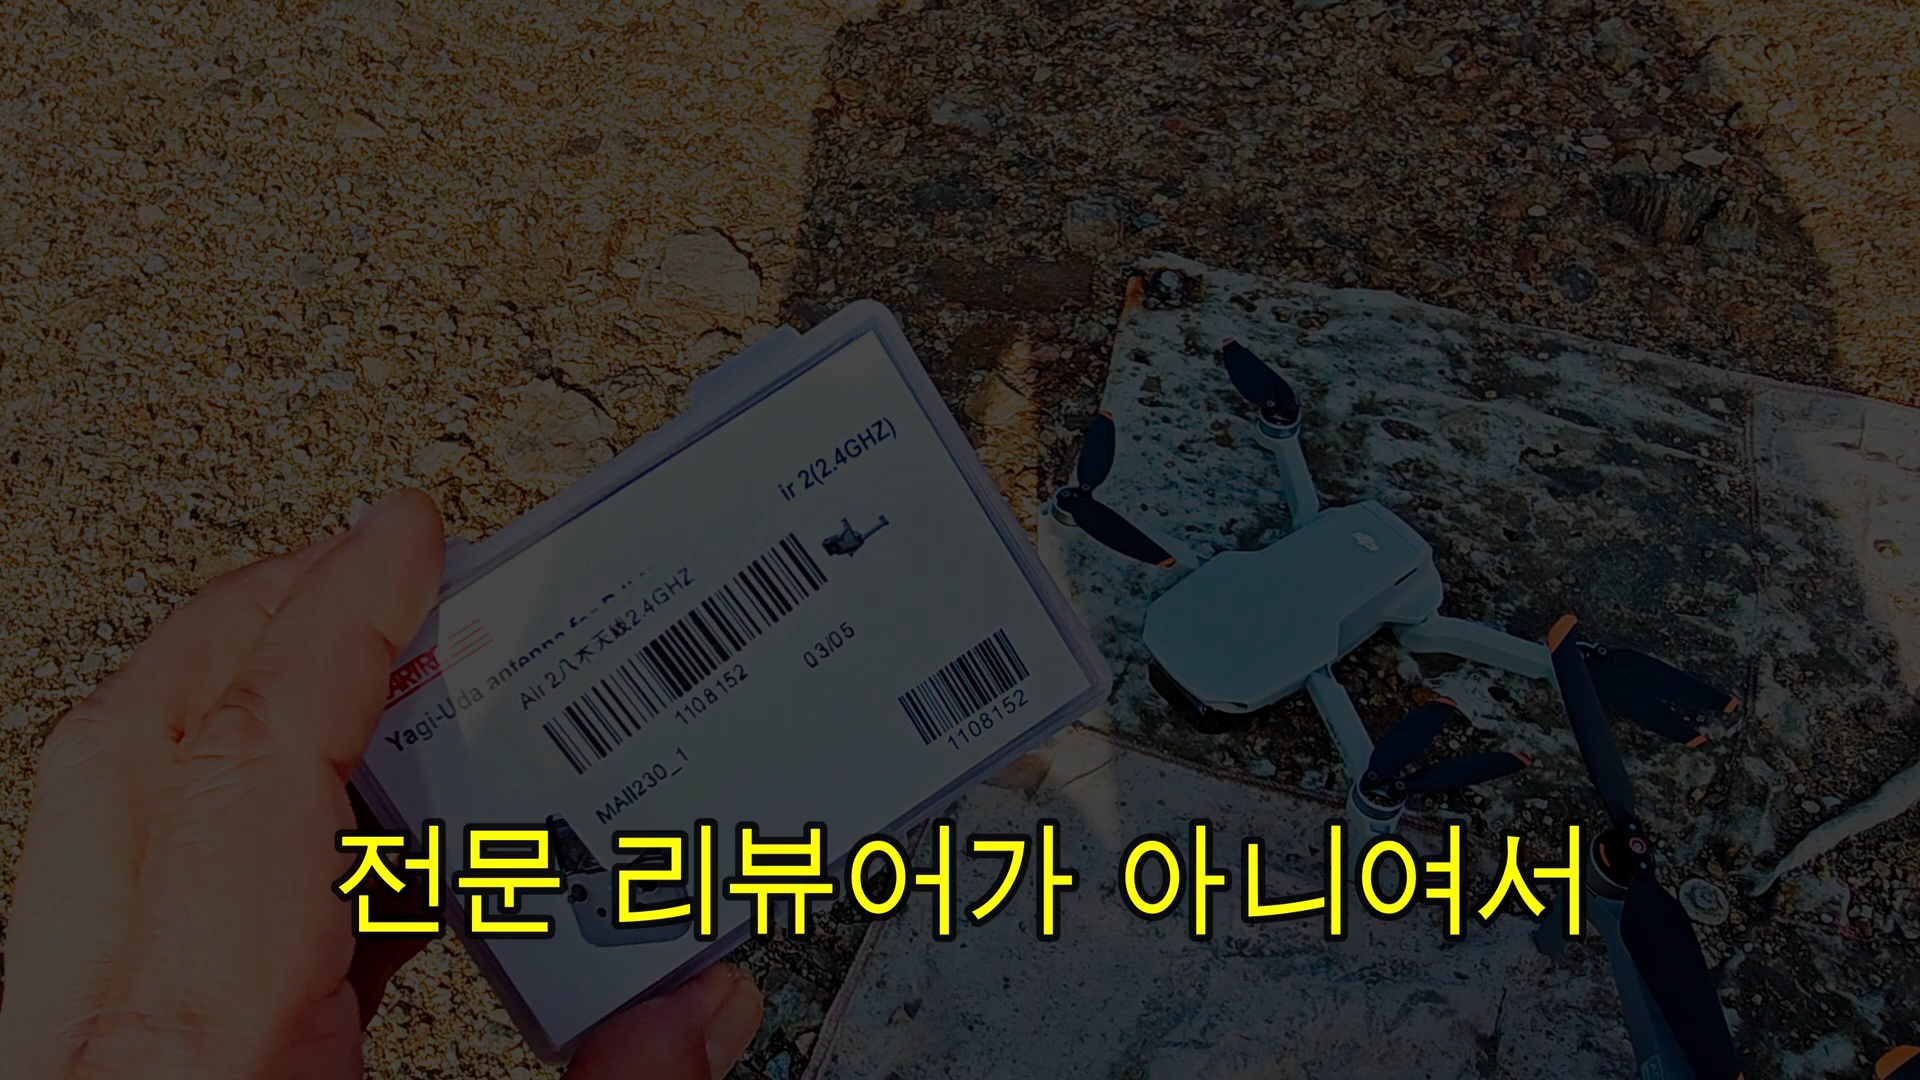 ir 2(2.4GHZ)
Yagi-Uda antenna for
Air 2八木天线2.4GHZ
1108152
03/05
MAII230_1
1108152
전문 리뷰어가 아니여서